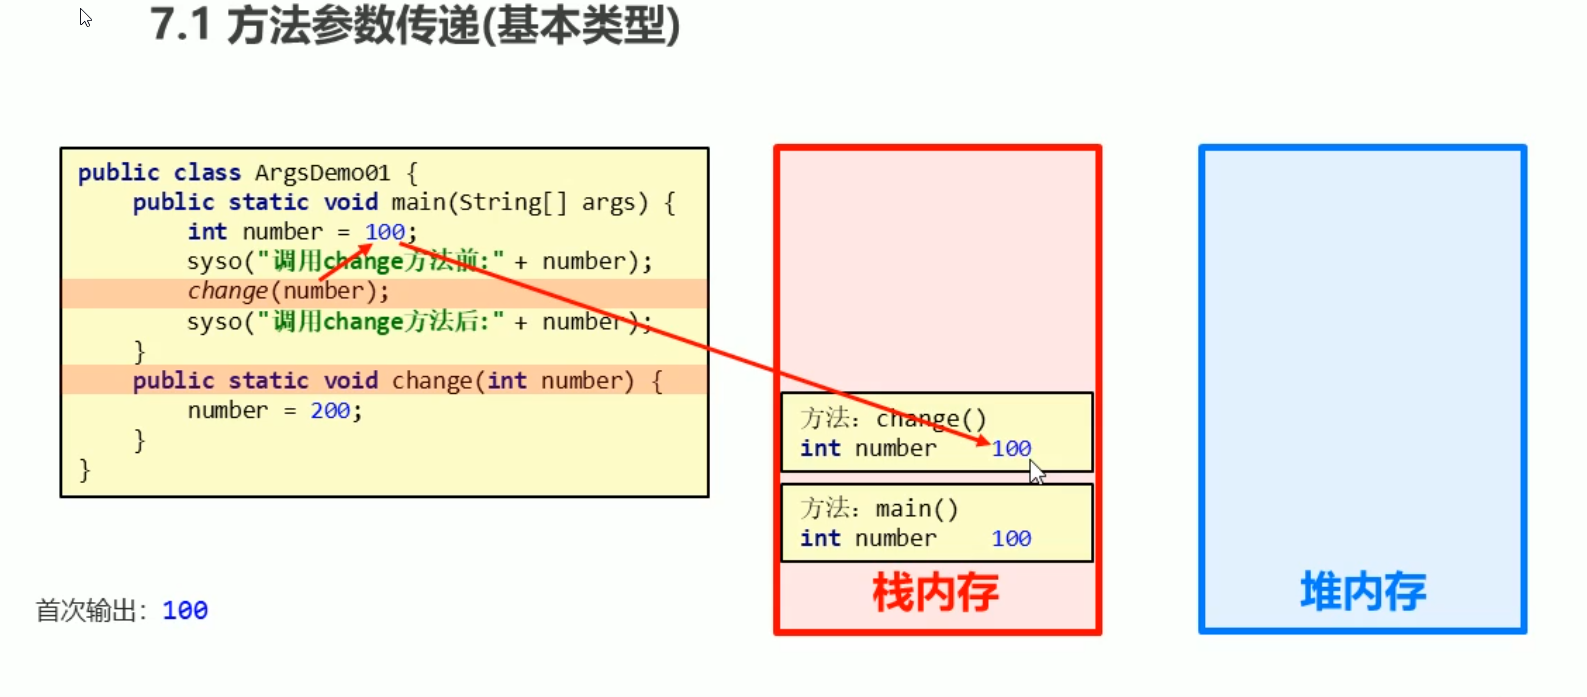 7.1 方法参数传递(基本类型)
public class ArgsDemo01 {
public static void main(String[] args) {
int number = 100;
syso("调用change方法前:" + number);
change(number);
syso("调用change方法后:" + number);
}
public static void change(int number) {
number = 200;
}
}
首次输出：100
方法：change()
int number 100
方法：main()
int number 100
栈内存
堆内存